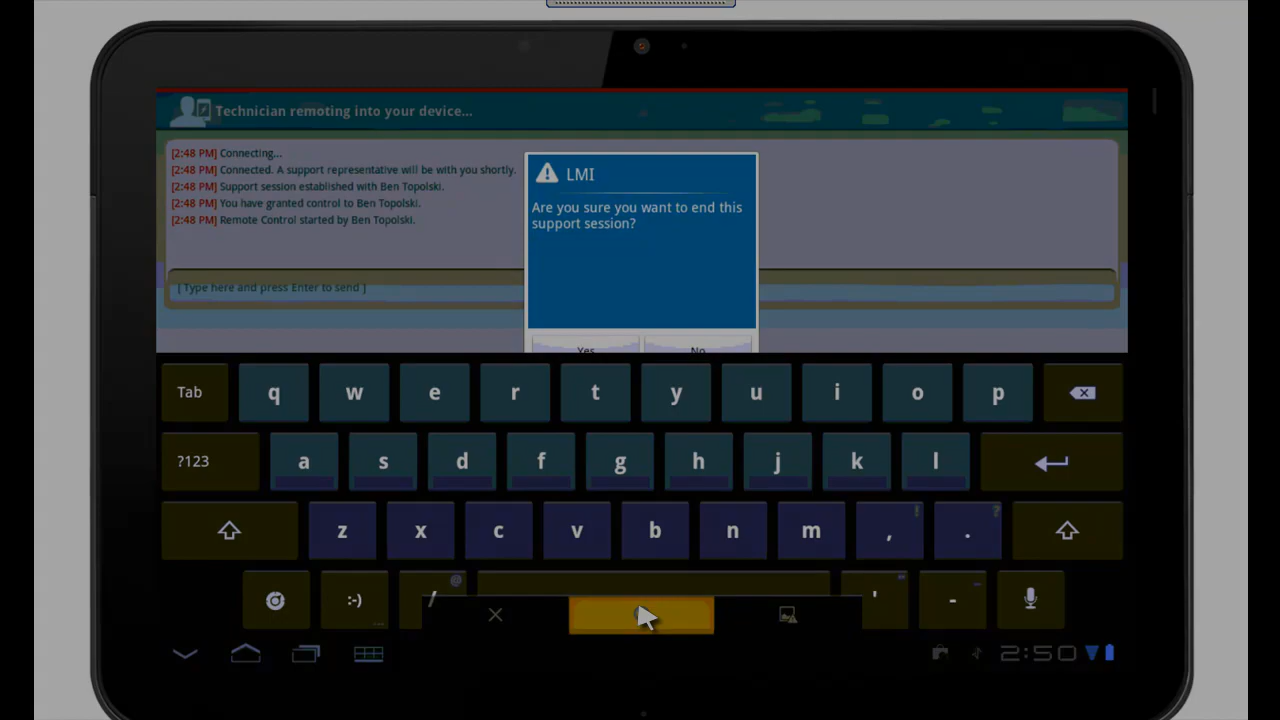 Technician remoting into your device...
[2:48 PM] Connecting...
[2:48 PM] Connected. A support representative will be with you shortly.
[2:48 PM] Support session established with Ben Topolski.
[2:48 PM] You have granted control to Ben Topolski.
[2:48 PM] Remote Control started by Ben Topolski.
[ Type here and press Enter to send ]
LMI
Are you sure you want to end this
support session?
Yes No
Tab q w e r t y u i o p
?123 a s d f g h j k l
z x c v b n m , ! . ?
:-) ... / @ ' " - _
2:50